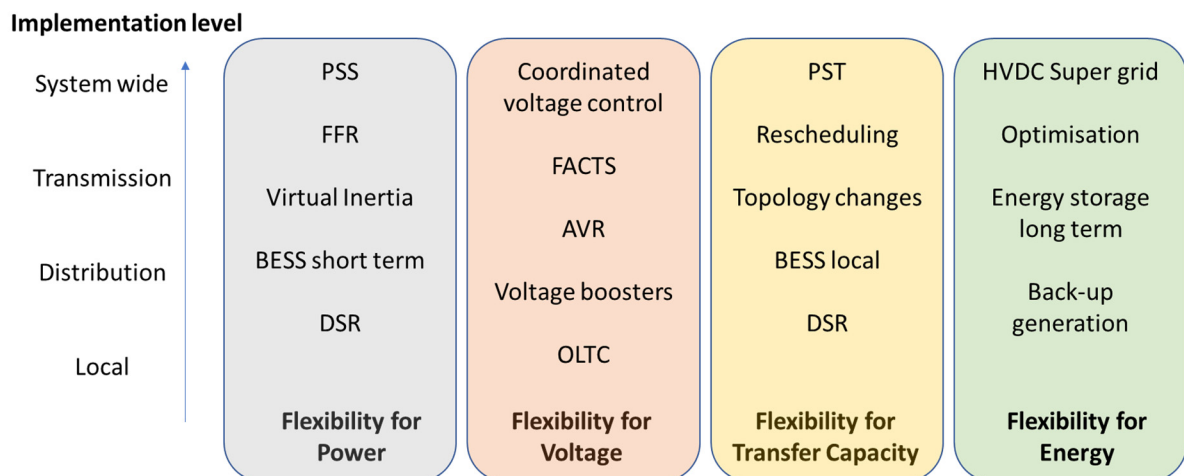 Implementation level
System wide
Transmission
Distribution
Local
PSS
FFR
Virtual Inertia
BESS short term
DSR
Flexibility for
Power
Coordinated
voltage control
FACTS
AVR
Voltage boosters
OLTC
Flexibility for
Voltage
PST
Rescheduling
Topology changes
BESS local
DSR
Flexibility for
Transfer Capacity
HVDC Super grid
Optimisation
Energy storage
long term
Back-up
generation
Flexibility for
Energy